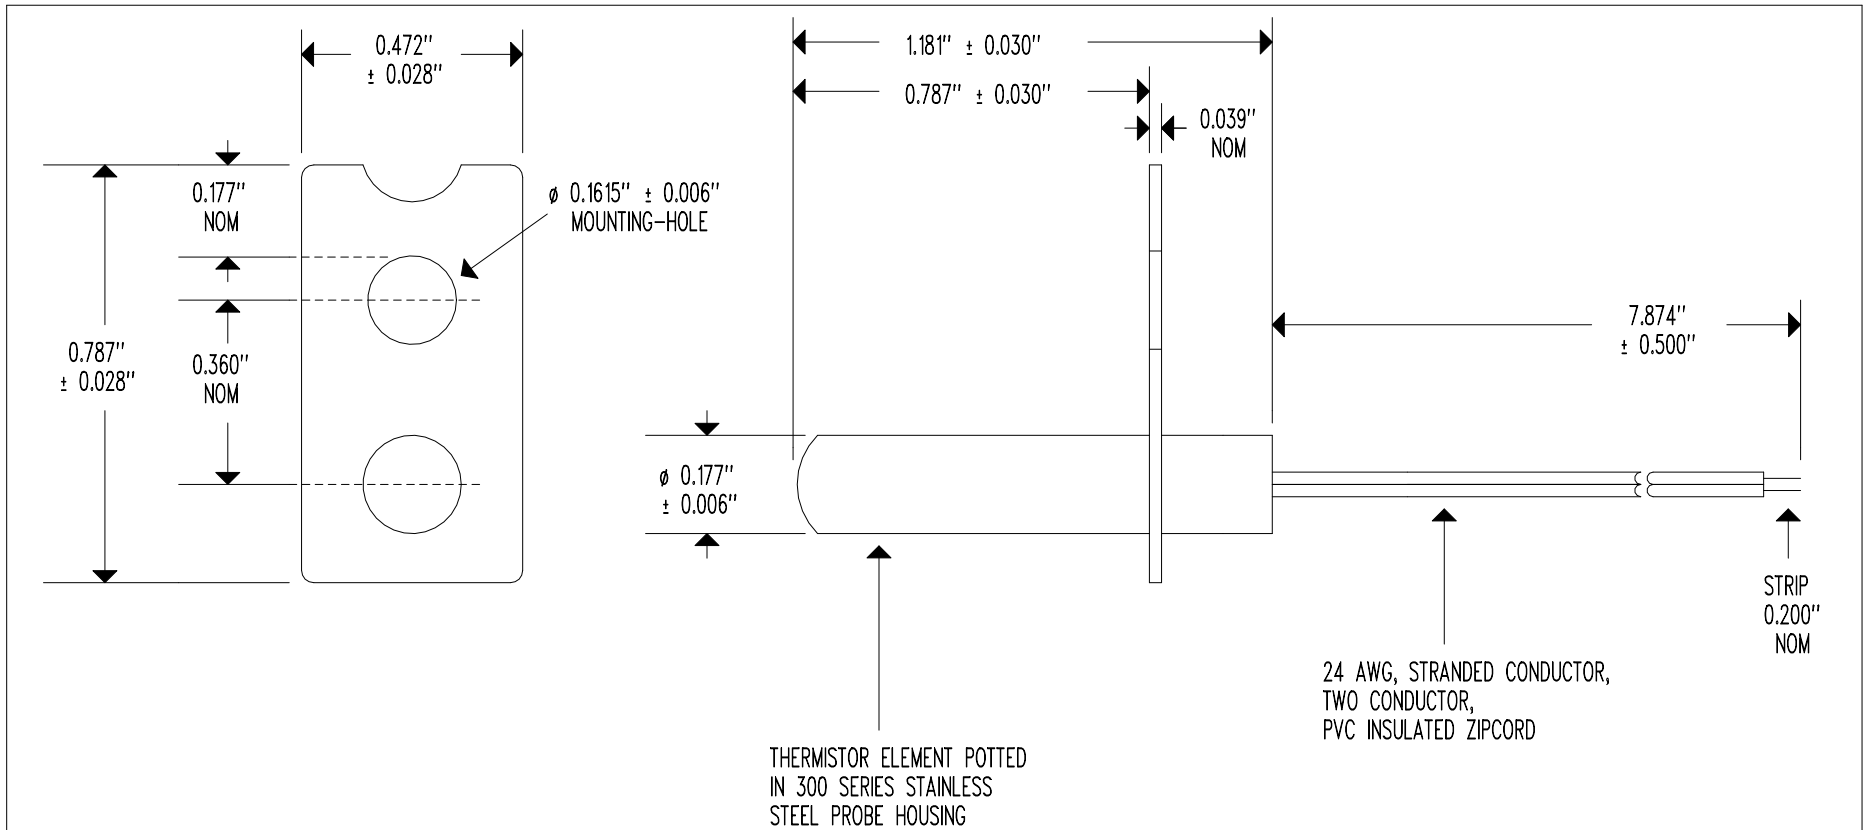 0.472"
± 0.028"
1.181" ± 0.030"
0.787" ± 0.030"
0.039"
NOM
0.177"
NOM
ø 0.1615" ± 0.006"
MOUNTING-HOLE
0.787"
± 0.028"
0.360"
NOM
7.874"
± 0.500"
ø 0.177"
± 0.006"
STRIP
0.200"
NOM
24 AWG, STRANDED CONDUCTOR,
TWO CONDUCTOR,
PVC INSULATED ZIPCORD
THERMISTOR ELEMENT POTTED
IN 300 SERIES STAINLESS
STEEL PROBE HOUSING